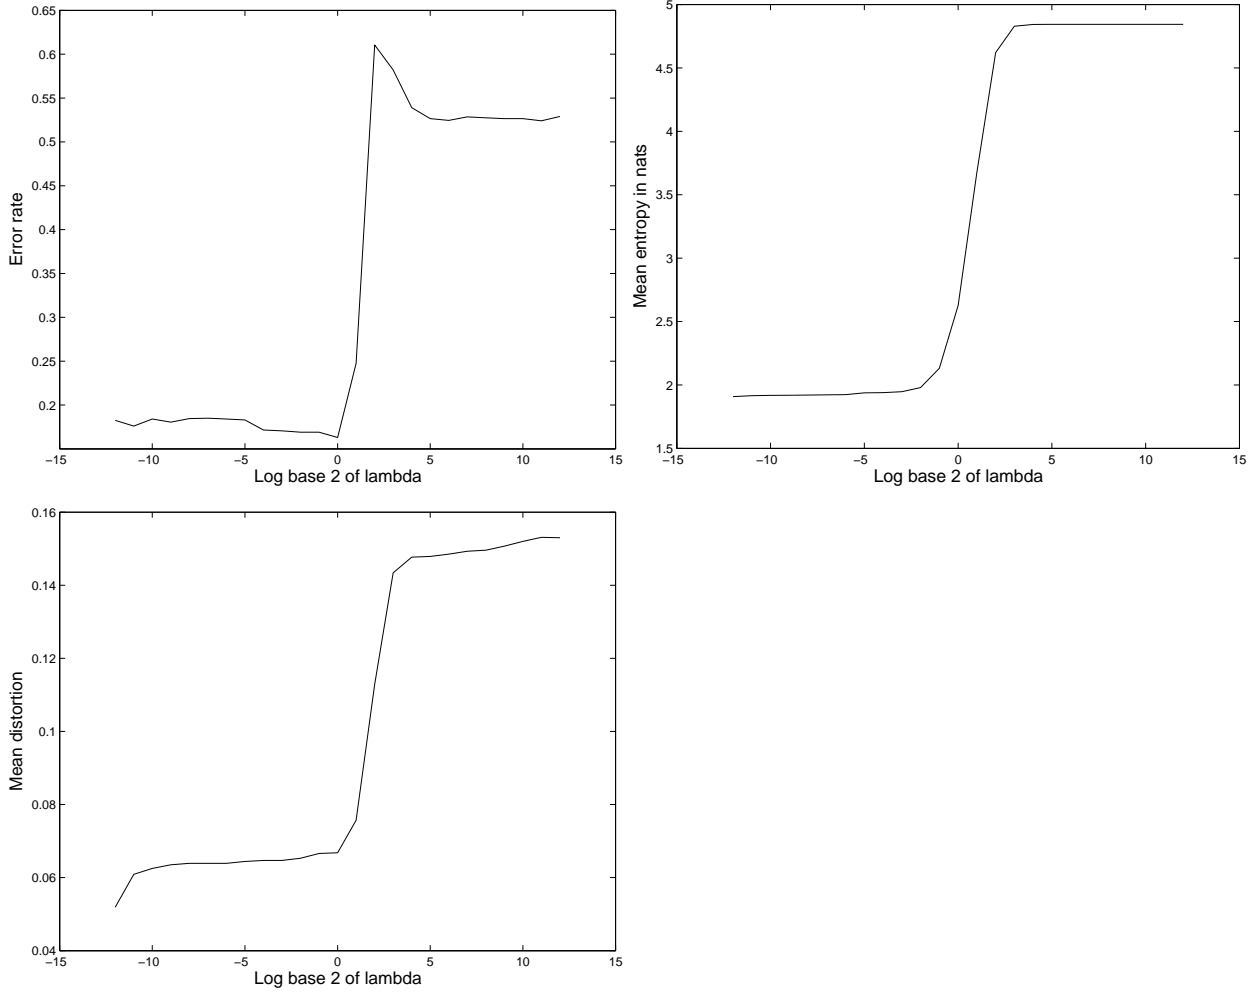 0.65
0.6
0.55
0.5
0.45
0.4
0.35
0.3
0.25
0.2
Error rate
−15 −10 −5 0 5 10 15
Log base 2 of lambda
5
4.5
4
3.5
3
2.5
2
1.5
Mean entropy in nats
−15 −10 −5 0 5 10 15
Log base 2 of lambda
0.16
0.14
0.12
0.1
0.08
0.06
0.04
Mean distortion
−15 −10 −5 0 5 10 15
Log base 2 of lambda